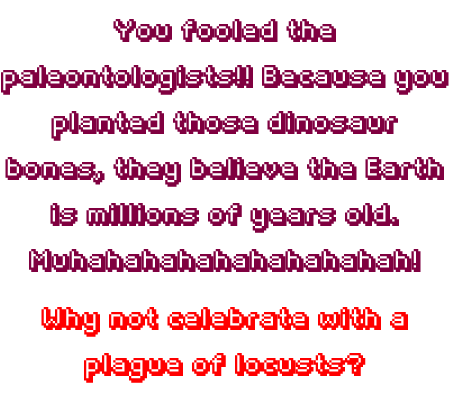 You fooled the
paleontologists!! Because you
planted those dinosaur
bones, they believe the Earth
is millions of years old.
Muhahahahahahahahahah!
Why not celebrate with a
plague of locusts?